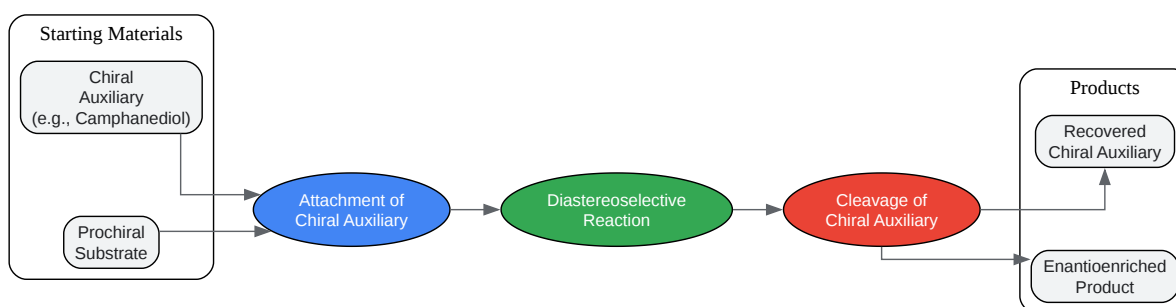 Starting Materials
Chiral
Auxiliary
(e.g., Camphanediol)
Prochiral
Substrate
Attachment of
Chiral Auxiliary
Diastereoselective
Reaction
Cleavage of
Chiral Auxiliary
Products
Recovered
Chiral Auxiliary
Enantioenriched
Product